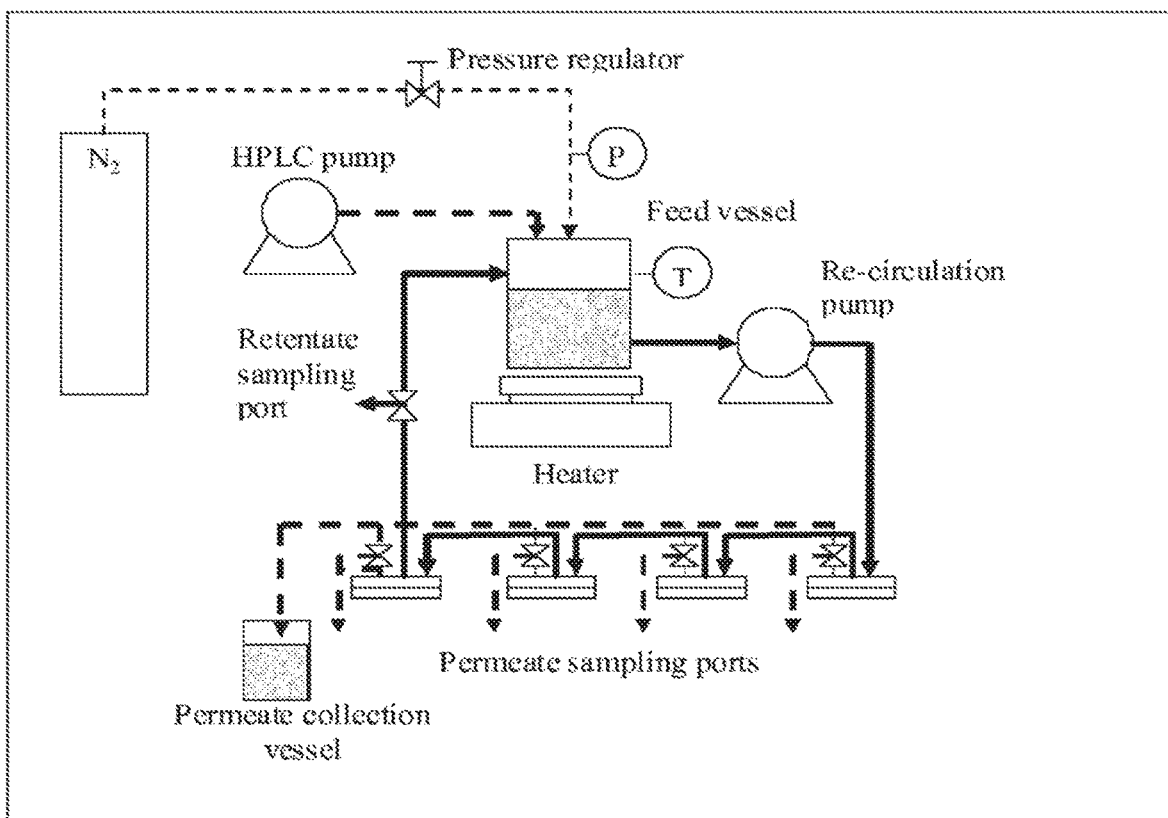 Pressure regulator
N₂
HPLC pump
P
Feed vessel
T
Re-circulation
pump
Retentate
sampling
port
Heater
Permeate sampling ports
Permeate collection
vessel